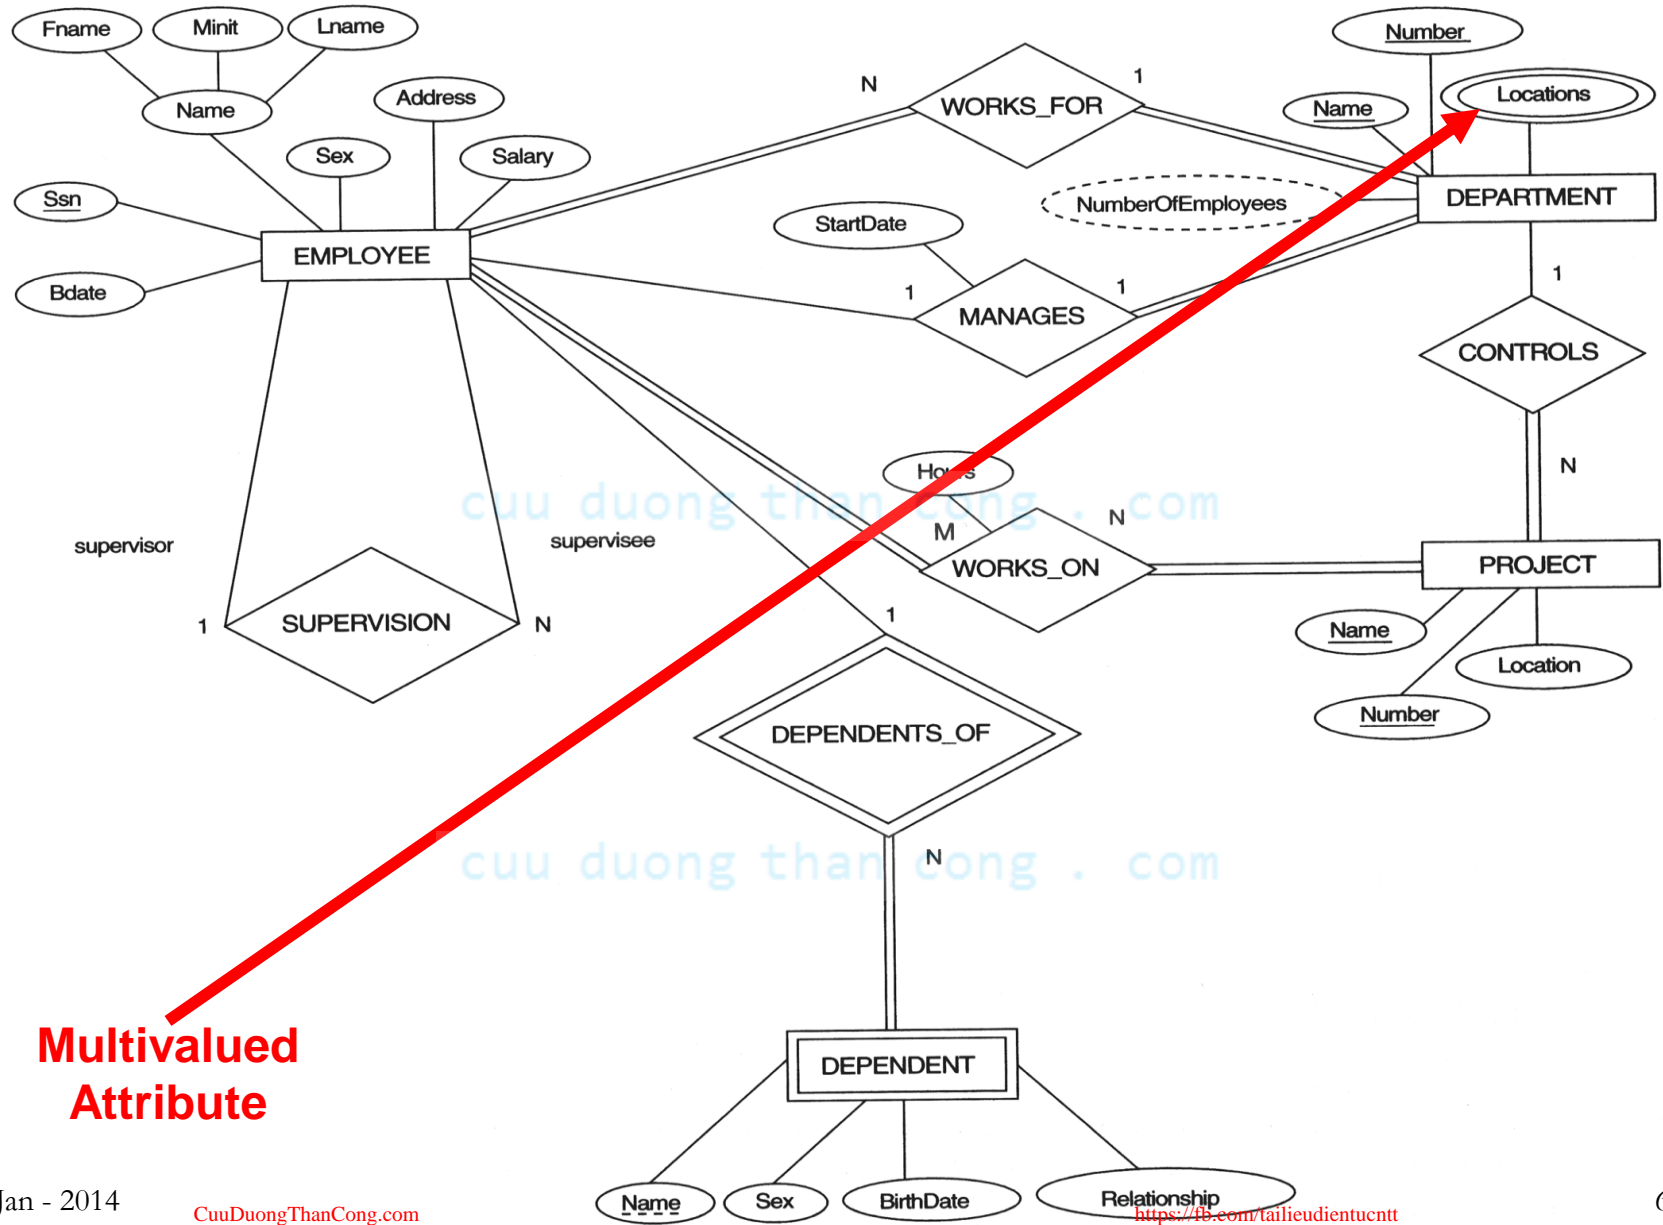 Fname
Minit
Lname
Name
Address
Sex
Salary
Ssn
Bdate
EMPLOYEE
N
WORKS_FOR
1
Number
Name
Locations
NumberOfEmployees
DEPARTMENT
StartDate
1
MANAGES
1
1
CONTROLS
N
Hours
cuu duong than cong . com
M
WORKS_ON
N
PROJECT
Name
Number
Location
supervisor
supervisee
1
SUPERVISION
N
1
DEPENDENTS_OF
N
cuu duong than cong . com
DEPENDENT
Name
Sex
BirthDate
Relationship
Multivalued
Attribute
Jan - 2014
CuuDuongThanCong.com
https://fb.com/tailieudientucntt